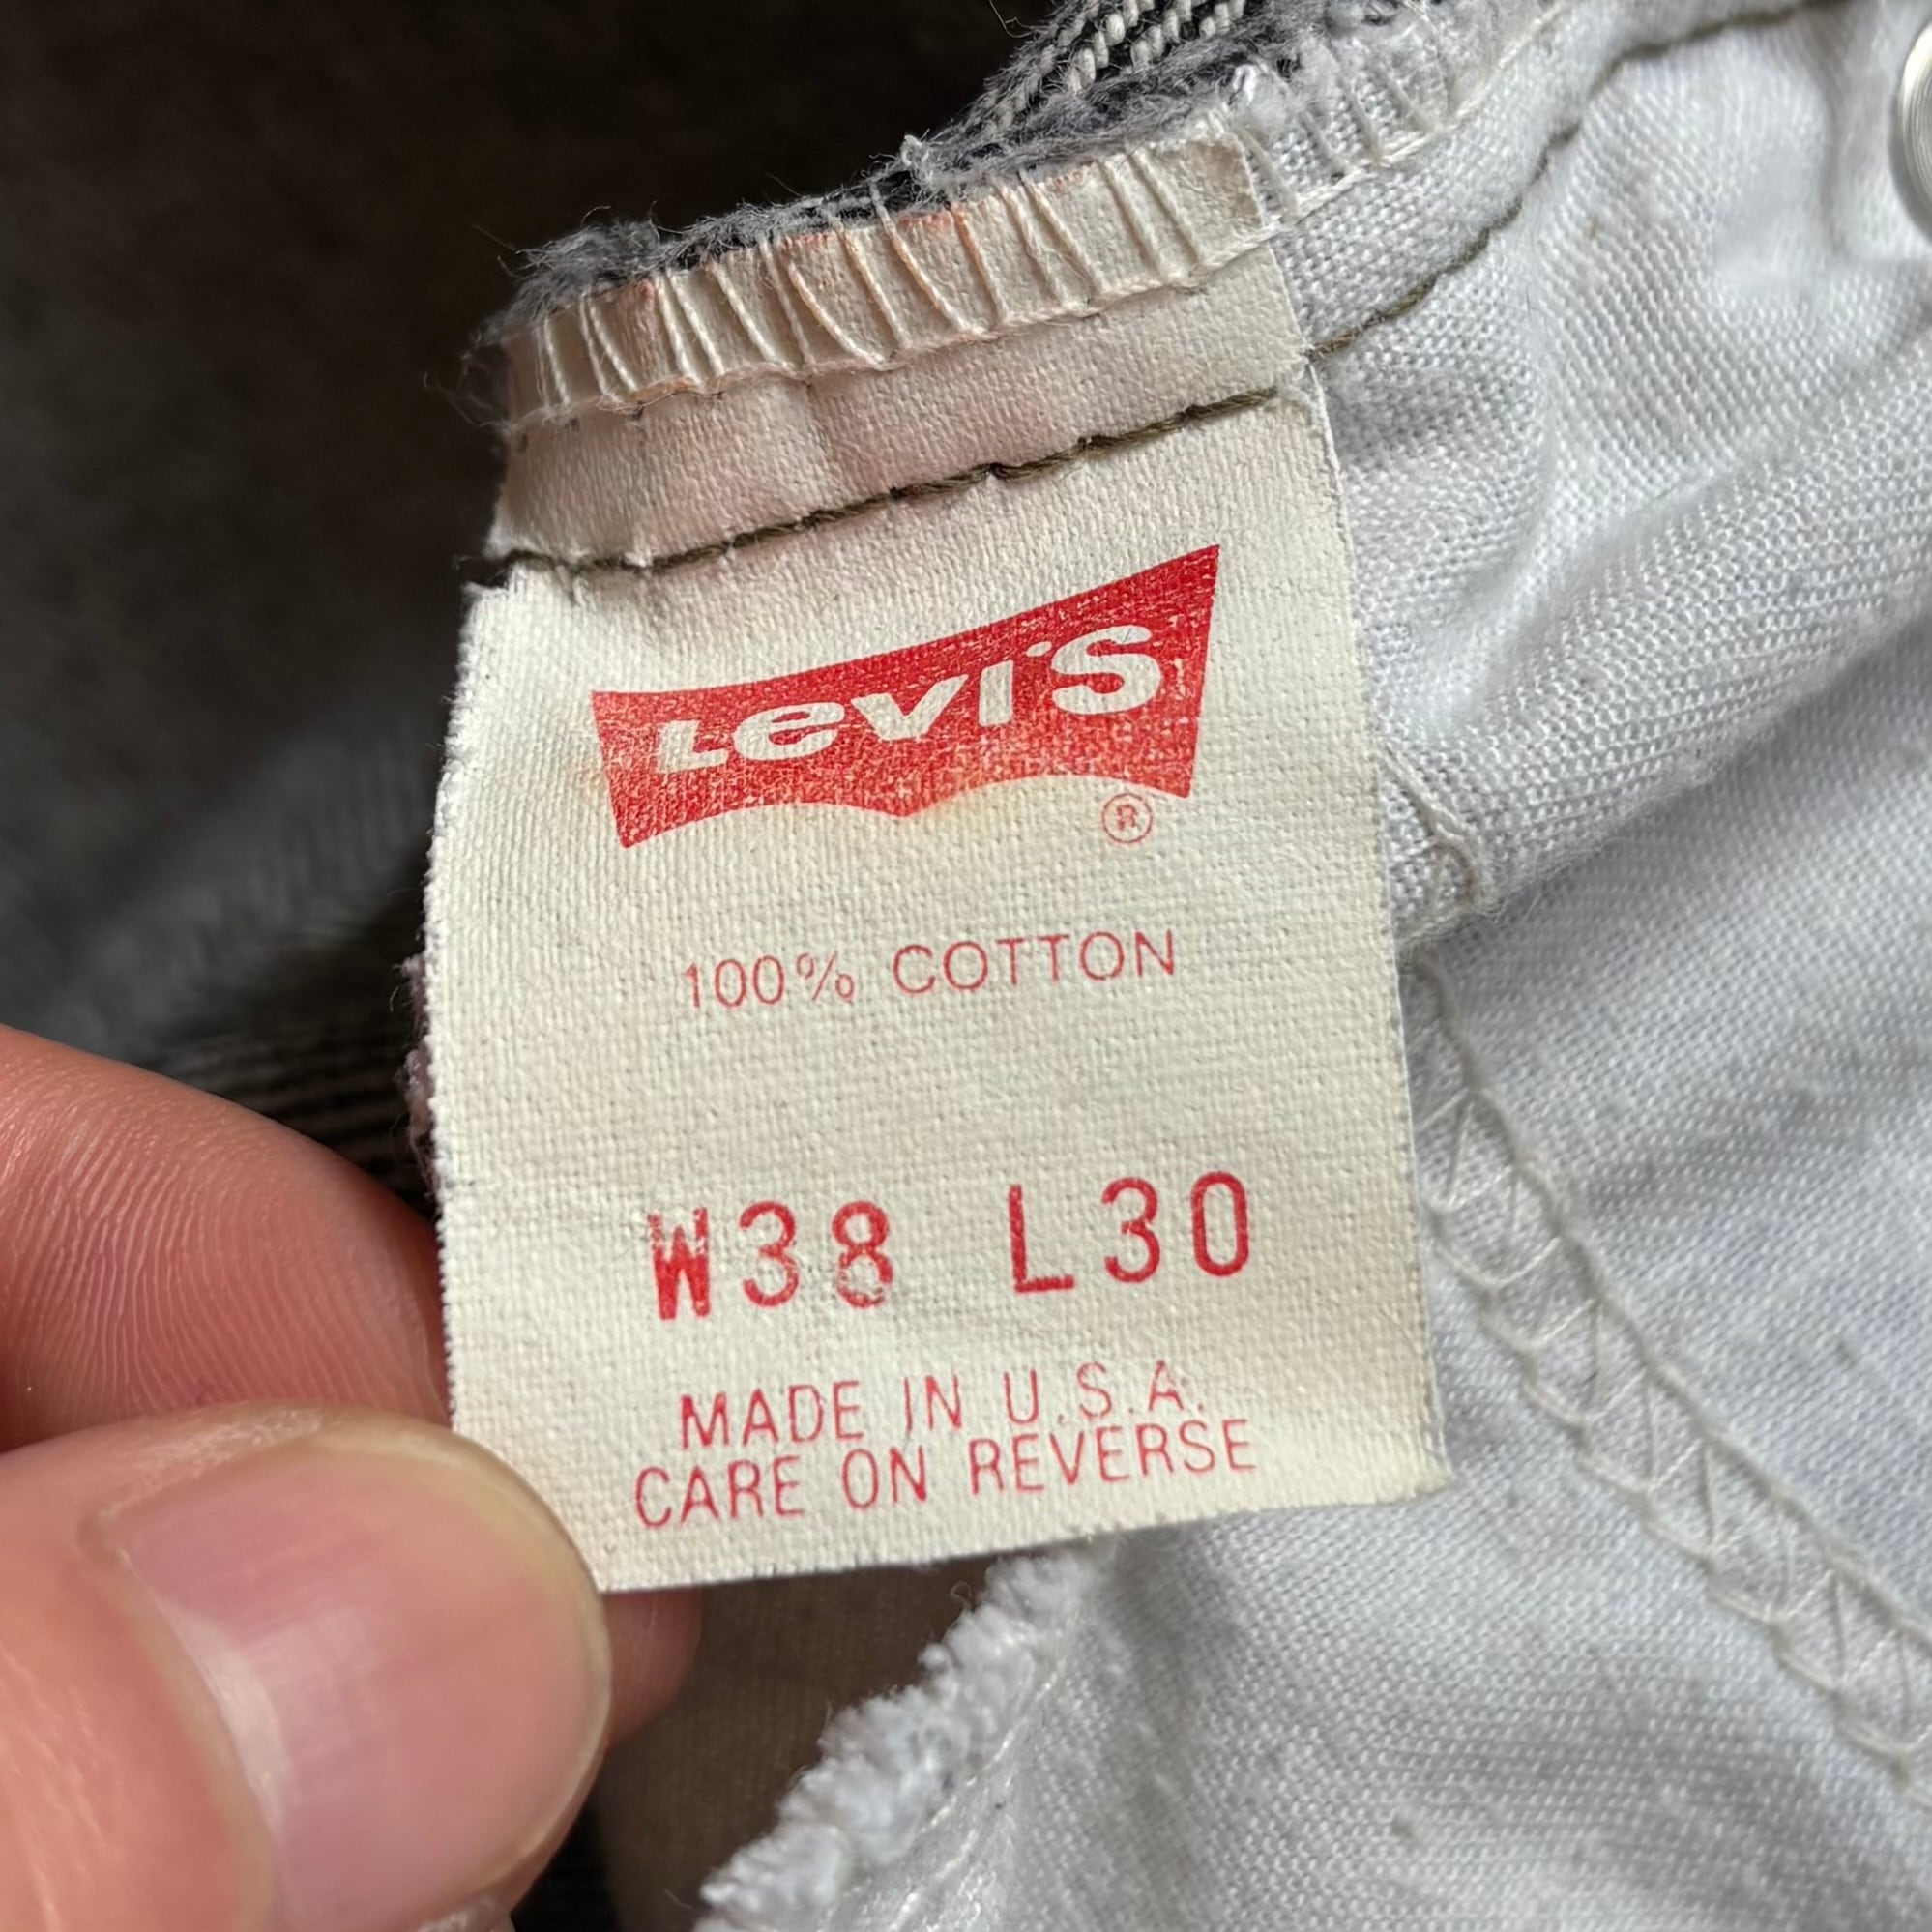 Levi's
®
100% COTTON
W38 L30
MADE IN U.S.A.
CARE ON REVERSE